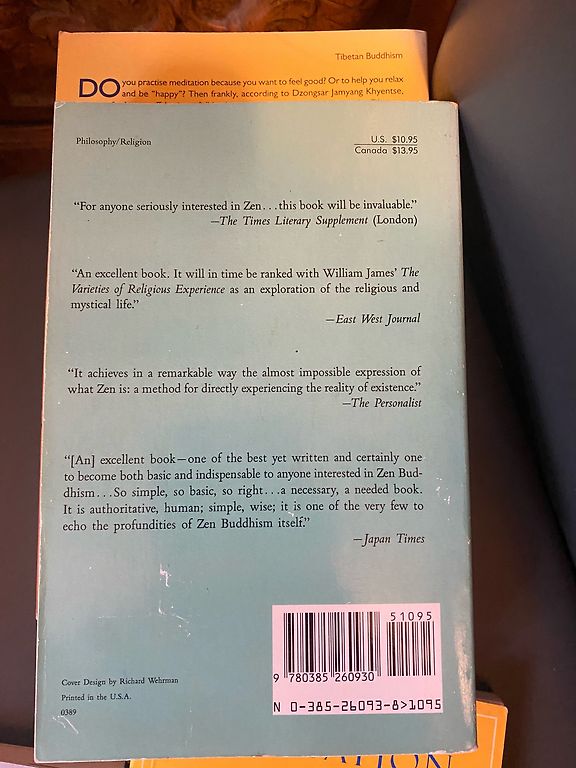 Tibetan Buddhism
DO you practise meditation because you want to feel good? Or to help you relax
and be "happy"? Then frankly, according to Dzongsar Jamyang Khyentse,
Philosophy/Religion
U.S. $10.95
Canada $13.95
“For anyone seriously interested in Zen...this book will be invaluable.”
—The Times Literary Supplement (London)
“An excellent book. It will in time be ranked with William James’ The
Varieties of Religious Experience as an exploration of the religious and
mystical life.”
—East West Journal
“It achieves in a remarkable way the almost impossible expression of
what Zen is: a method for directly experiencing the reality of existence.”
—The Personalist
“[An] excellent book—one of the best yet written and certainly one
to become both basic and indispensable to anyone interested in Zen Bud-
dhism...So simple, so basic, so right...a necessary, a needed book.
It is authoritative, human; simple, wise; it is one of the very few to
echo the profundities of Zen Buddhism itself.”
—Japan Times
51095
9 780385 260930
N 0-385-26093-8>1095
Cover Design by Richard Wehrman
Printed in the U.S.A.
0389